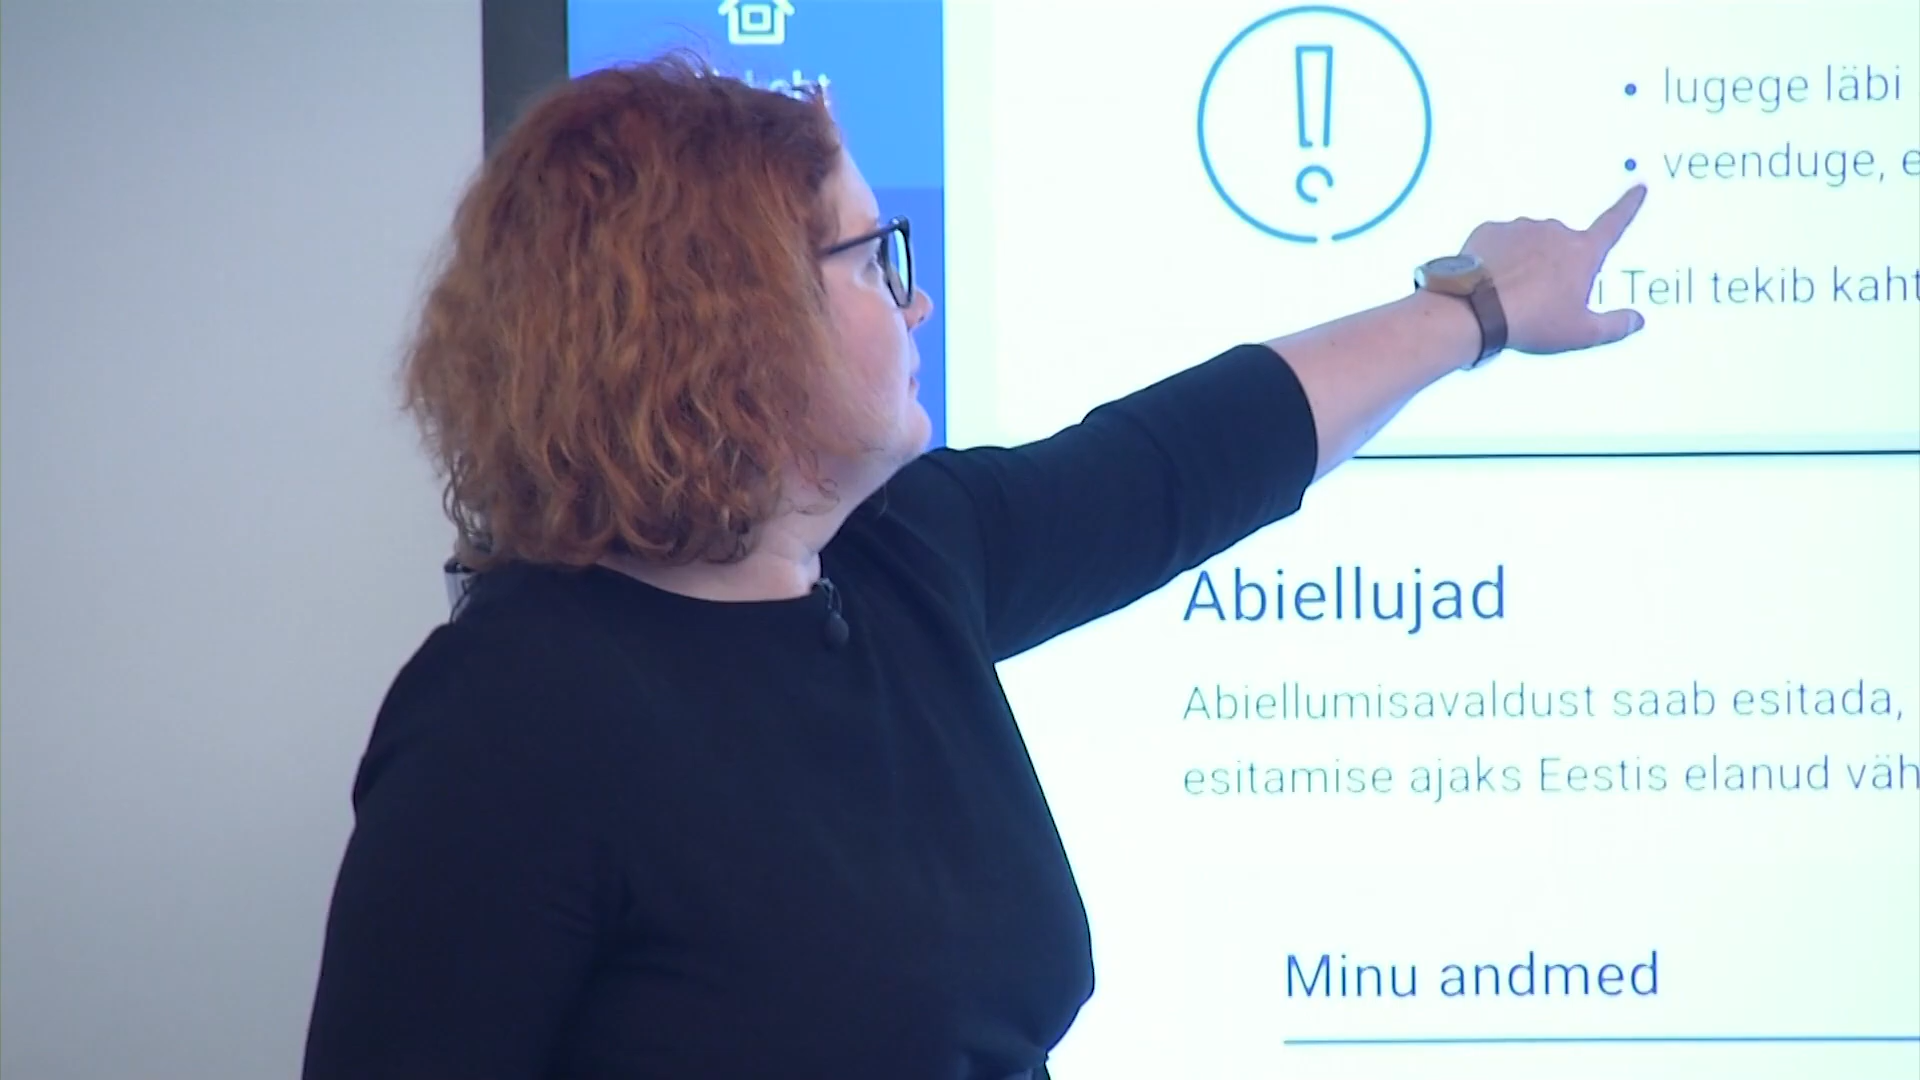 lugege läbi
veenduge, e
i Teil tekib kaht
Abiellujad
Abiellumisavaldust saab esitada,
esitamise ajaks Eestis elanud väh
Minu andmed